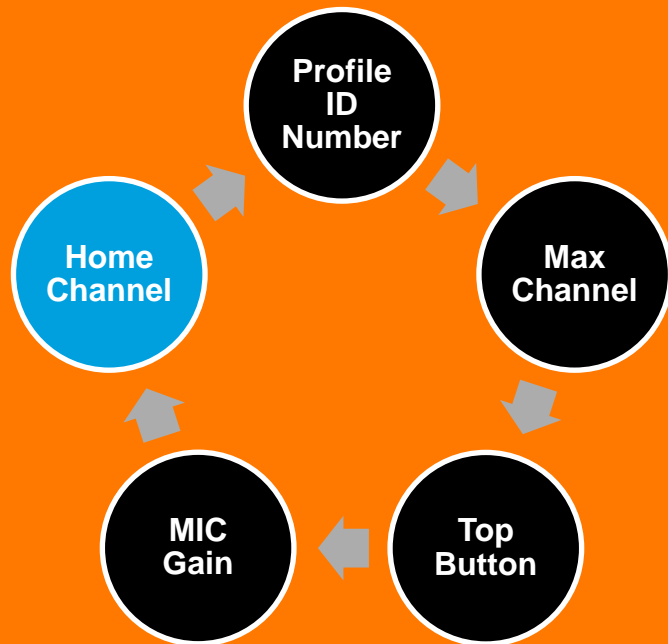 Profile
ID
Number
Max
Channel
Top
Button
MIC
Gain
Home
Channel